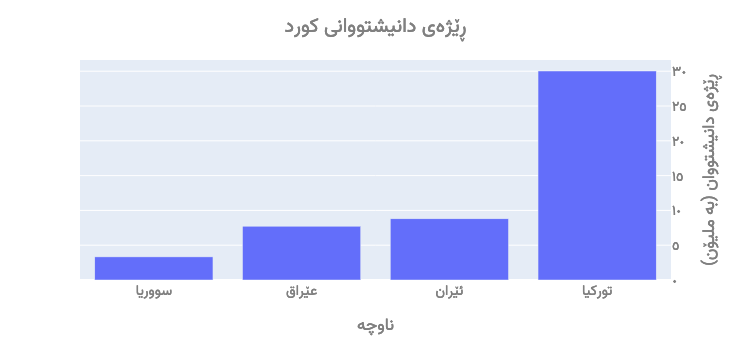 ڕێژەی دانیشتووانی کورد
ڕێژەی دانیشتووان (بە ملیۆن)
٣٠
٢٥
٢٠
١٥
١٠
٥
٠
تورکیا
ئێران
عێراق
سووریا
ناوچە